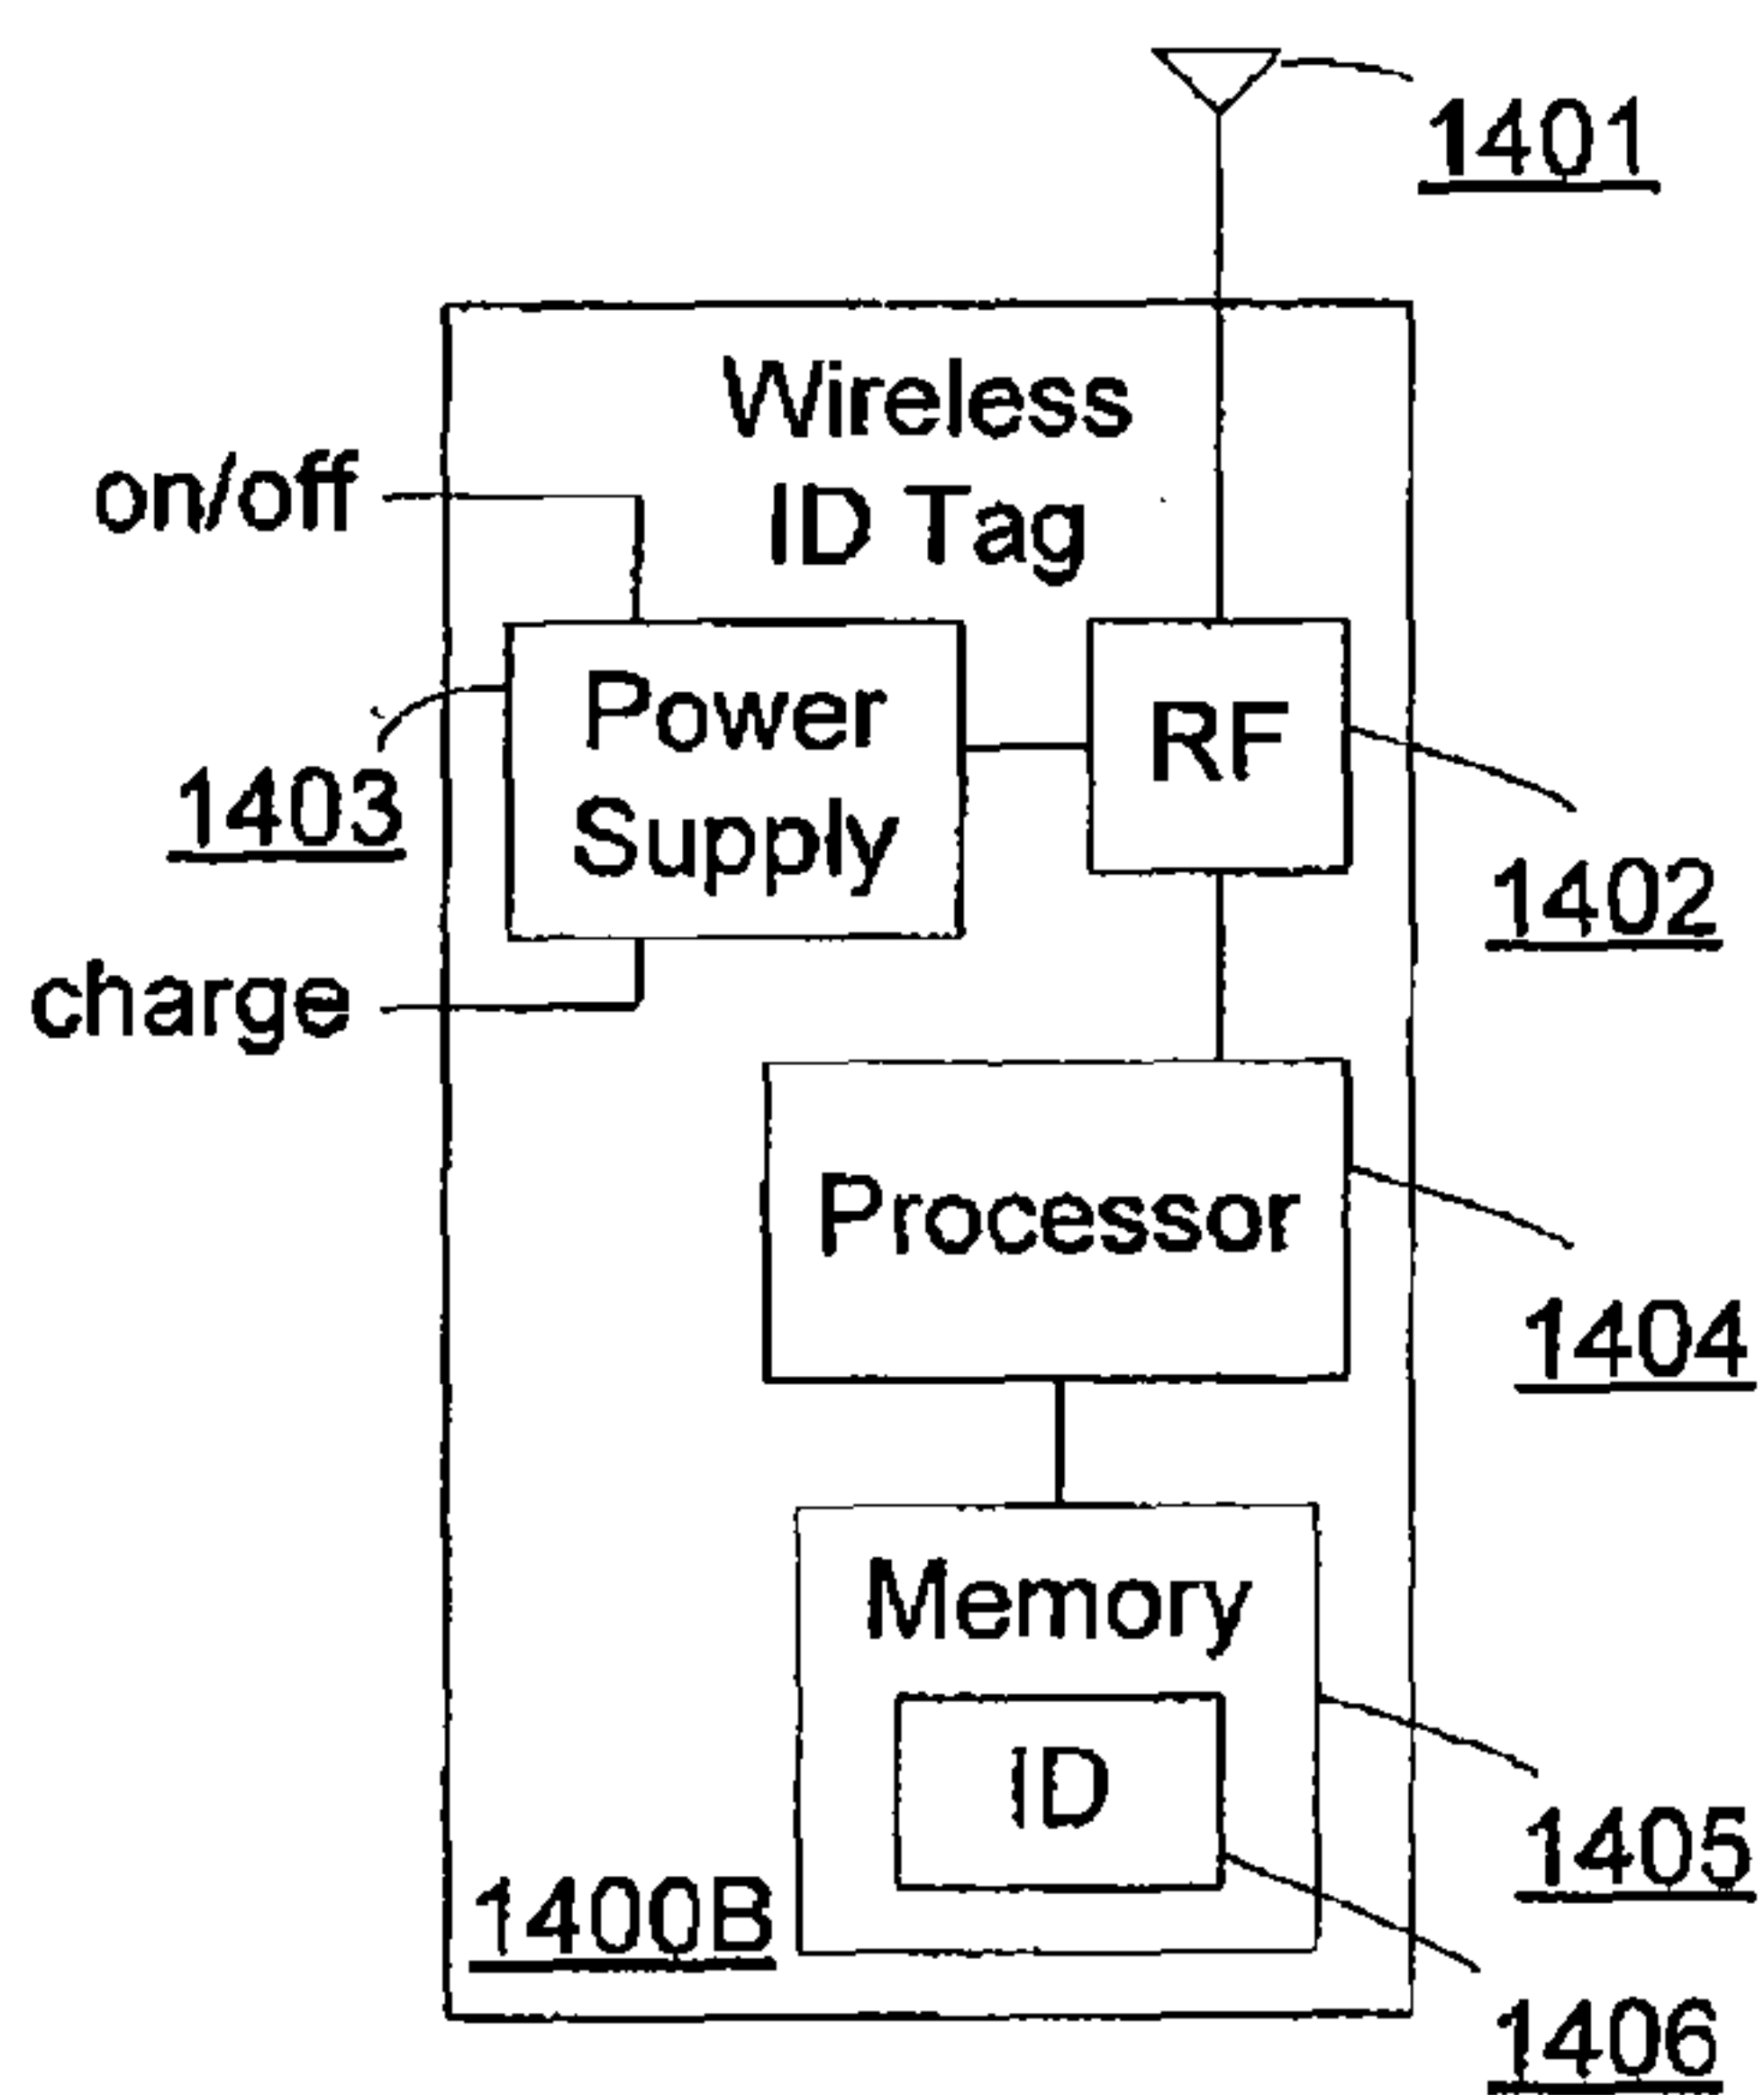 1401
Wireless
ID Tag
on/off
Power
Supply
RF
1403
1402
charge
Processor
1404
Memory
ID
1405
1400B
1406